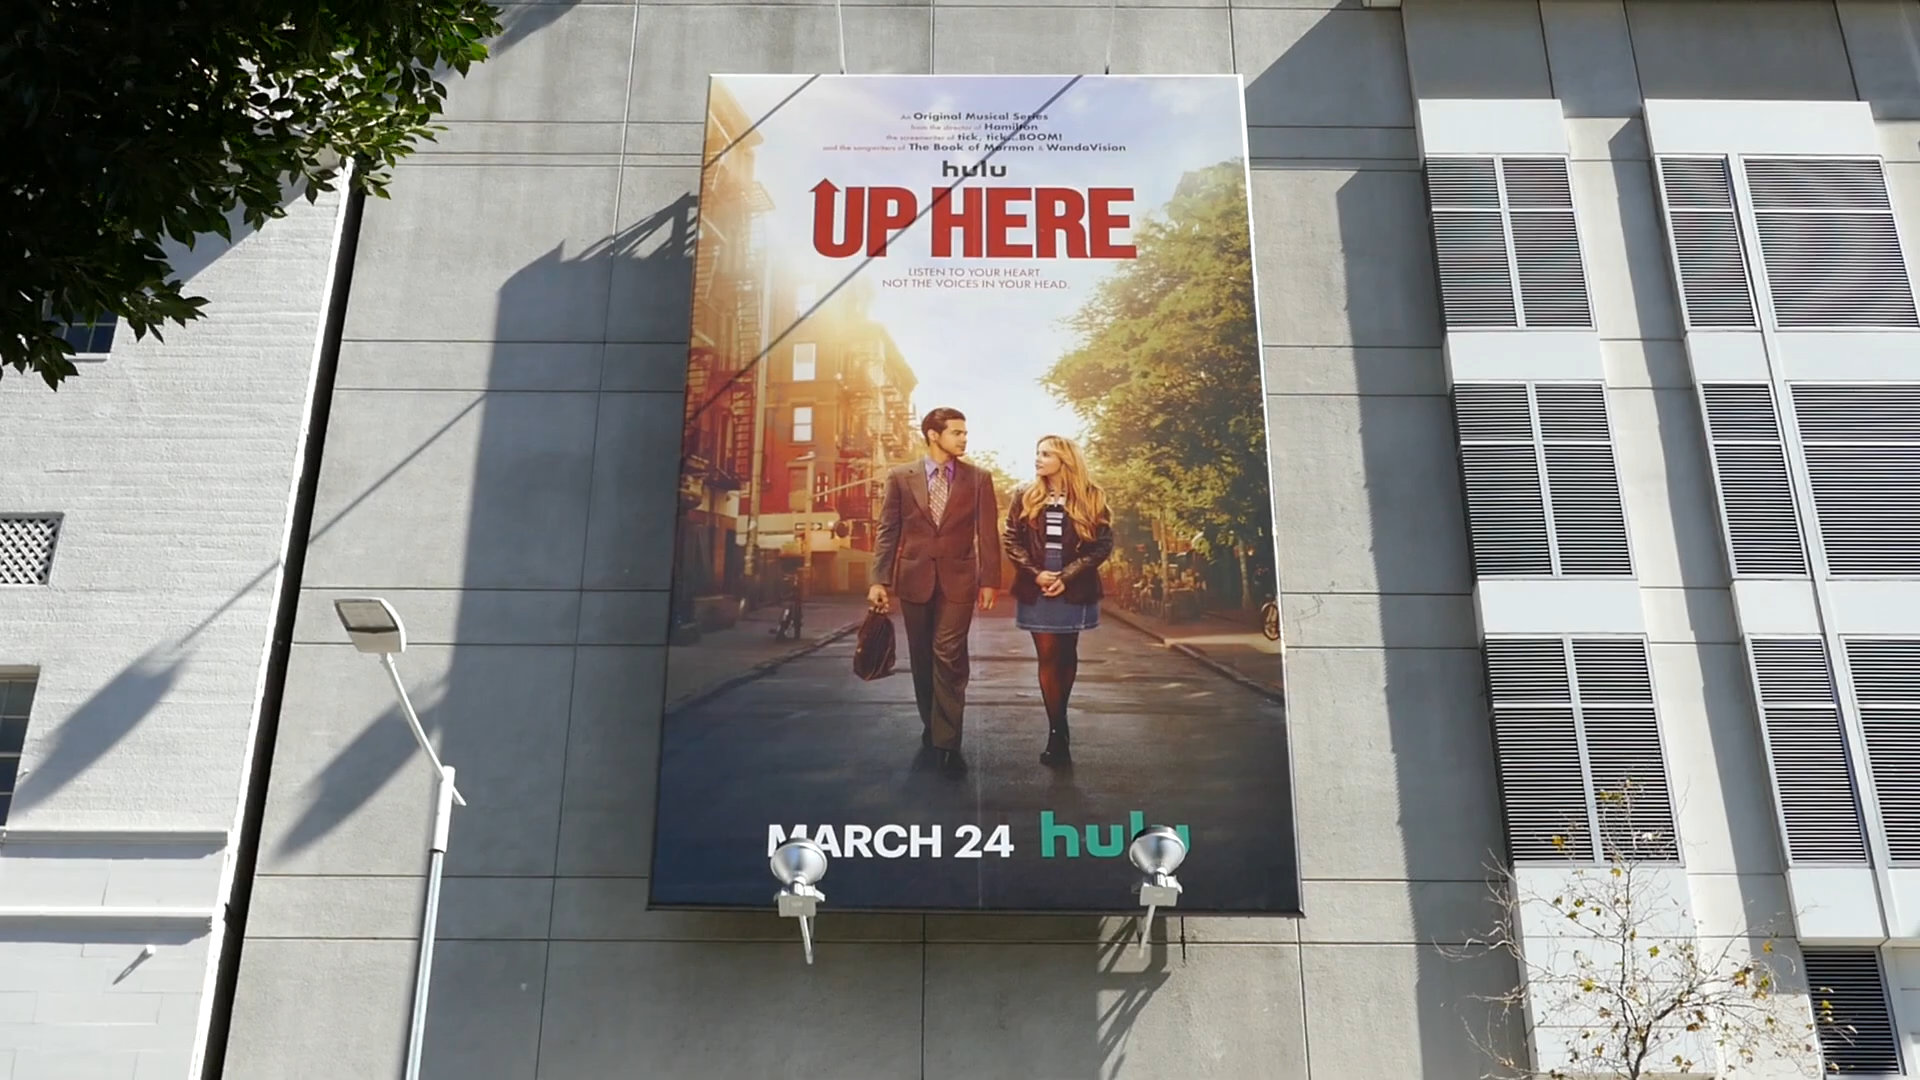 An Original Musical Series
from the director of Hamilton
the screenwriter of tick, tick...BOOM!
and the songwriters of The Book of Mormon & WandaVision
hulu
UP HERE
LISTEN TO YOUR HEART.
NOT THE VOICES IN YOUR HEAD.
MARCH 24 hulu